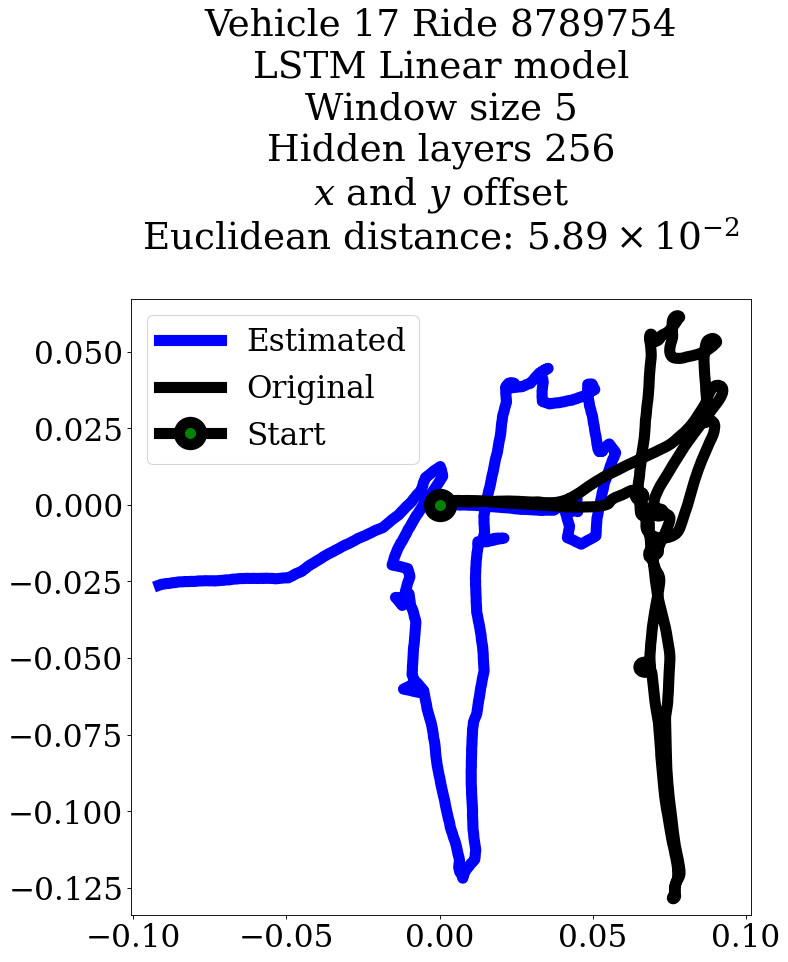 Vehicle 17 Ride 8789754
LSTM Linear model
Window size 5
Hidden layers 256
x and y offset
Euclidean distance: 5.89 × 10⁻²
Estimated
Original
Start
0.050
0.025
0.000
−0.025
−0.050
−0.075
−0.100
−0.125
−0.10 −0.05 0.00 0.05 0.10